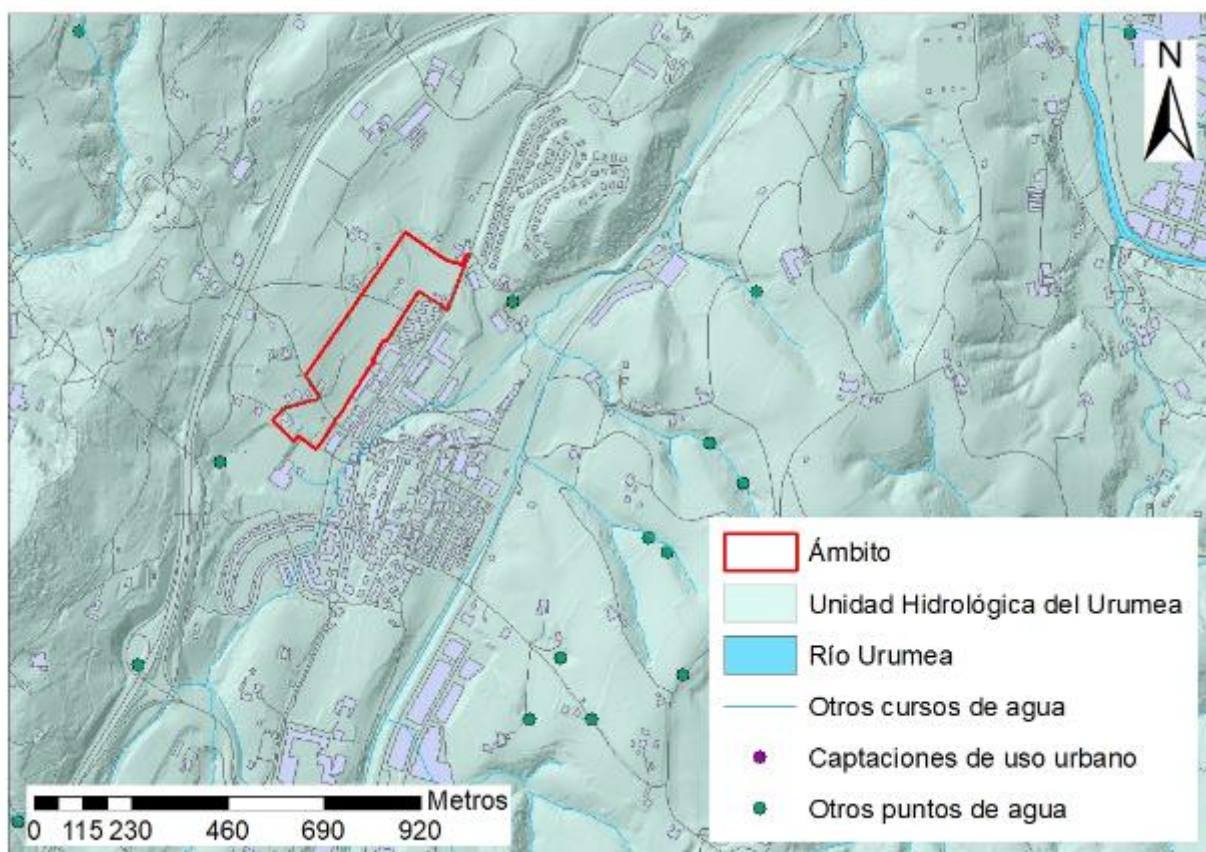 N
Ámbito
Unidad Hidrológica del Urumea
Río Urumea
Otros cursos de agua
Captaciones de uso urbano
Otros puntos de agua
Metros
0 115 230 460 690 920